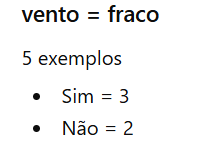 vento = fraco
5 exemplos
• Sim = 3
• Não = 2